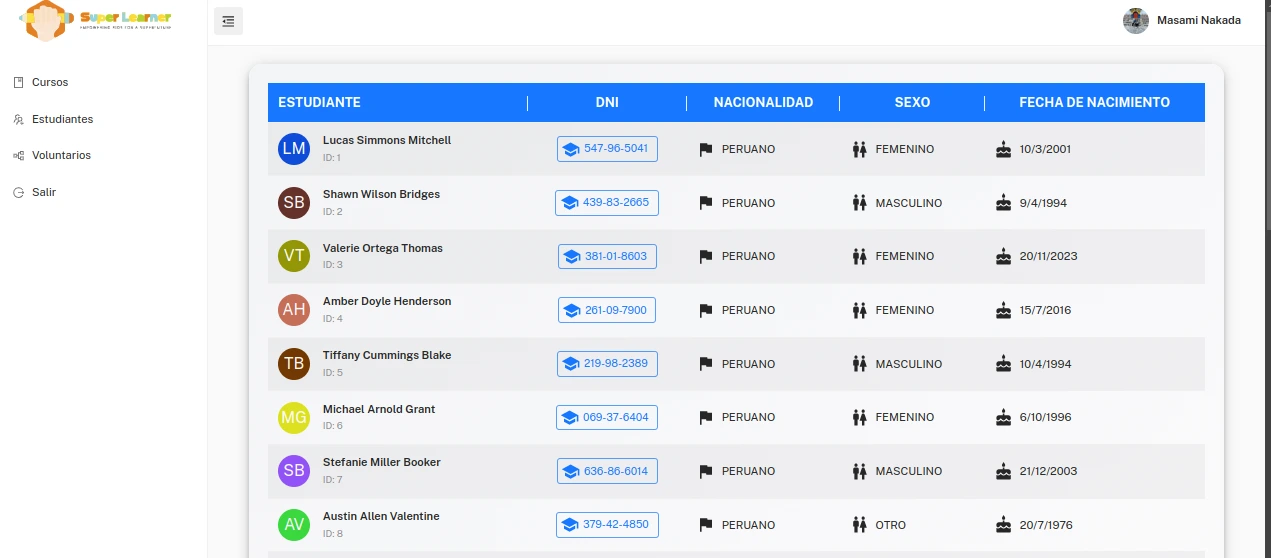 Super Learner
Masami Nakada
Cursos
Estudiantes
Voluntarios
Salir
ESTUDIANTE DNI NACIONALIDAD SEXO FECHA DE NACIMIENTO
LM Lucas Simmons Mitchell
ID: 1
547-96-5041 PERUANO FEMENINO 10/3/2001
SB Shawn Wilson Bridges
ID: 2
439-83-2665 PERUANO MASCULINO 9/4/1994
VT Valerie Ortega Thomas
ID: 3
381-01-8603 PERUANO FEMENINO 20/11/2023
AH Amber Doyle Henderson
ID: 4
261-09-7900 PERUANO FEMENINO 15/7/2016
TB Tiffany Cummings Blake
ID: 5
219-98-2389 PERUANO MASCULINO 10/4/1994
MG Michael Arnold Grant
ID: 6
069-37-6404 PERUANO FEMENINO 6/10/1996
SB Stefanie Miller Booker
ID: 7
636-86-6014 PERUANO MASCULINO 21/12/2003
AV Austin Allen Valentine
ID: 8
379-42-4850 PERUANO OTRO 20/7/1976